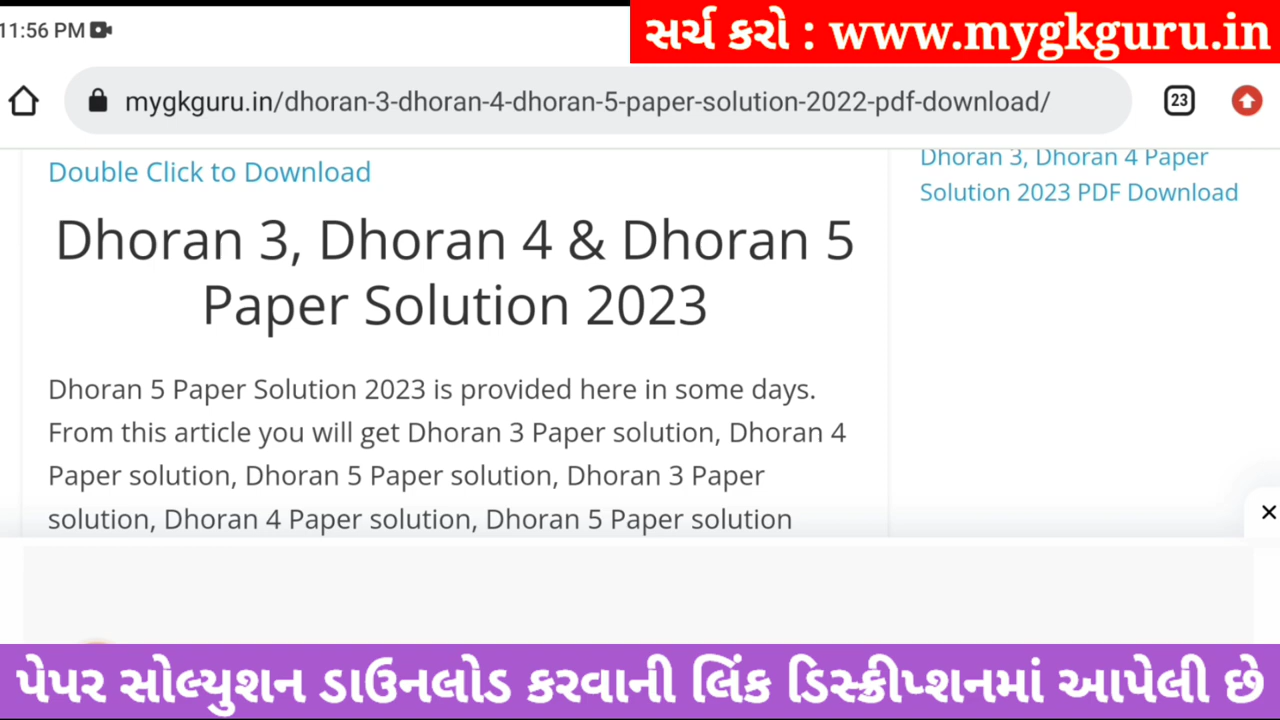 11:56 PM
સર્ચ કરો : www.mygkguru.in
mygkguru.in/dhoran-3-dhoran-4-dhoran-5-paper-solution-2022-pdf-download/
23
Double Click to Download
Dhoran 3, Dhoran 4 Paper
Solution 2023 PDF Download
Dhoran 3, Dhoran 4 & Dhoran 5
Paper Solution 2023
Dhoran 5 Paper Solution 2023 is provided here in some days.
From this article you will get Dhoran 3 Paper solution, Dhoran 4
Paper solution, Dhoran 5 Paper solution, Dhoran 3 Paper
solution, Dhoran 4 Paper solution, Dhoran 5 Paper solution
પેપર સોલ્યુશન ડાઉનલોડ કરવાની લિંક ડિસ્ક્રીપ્શનમાં આપેલી છે